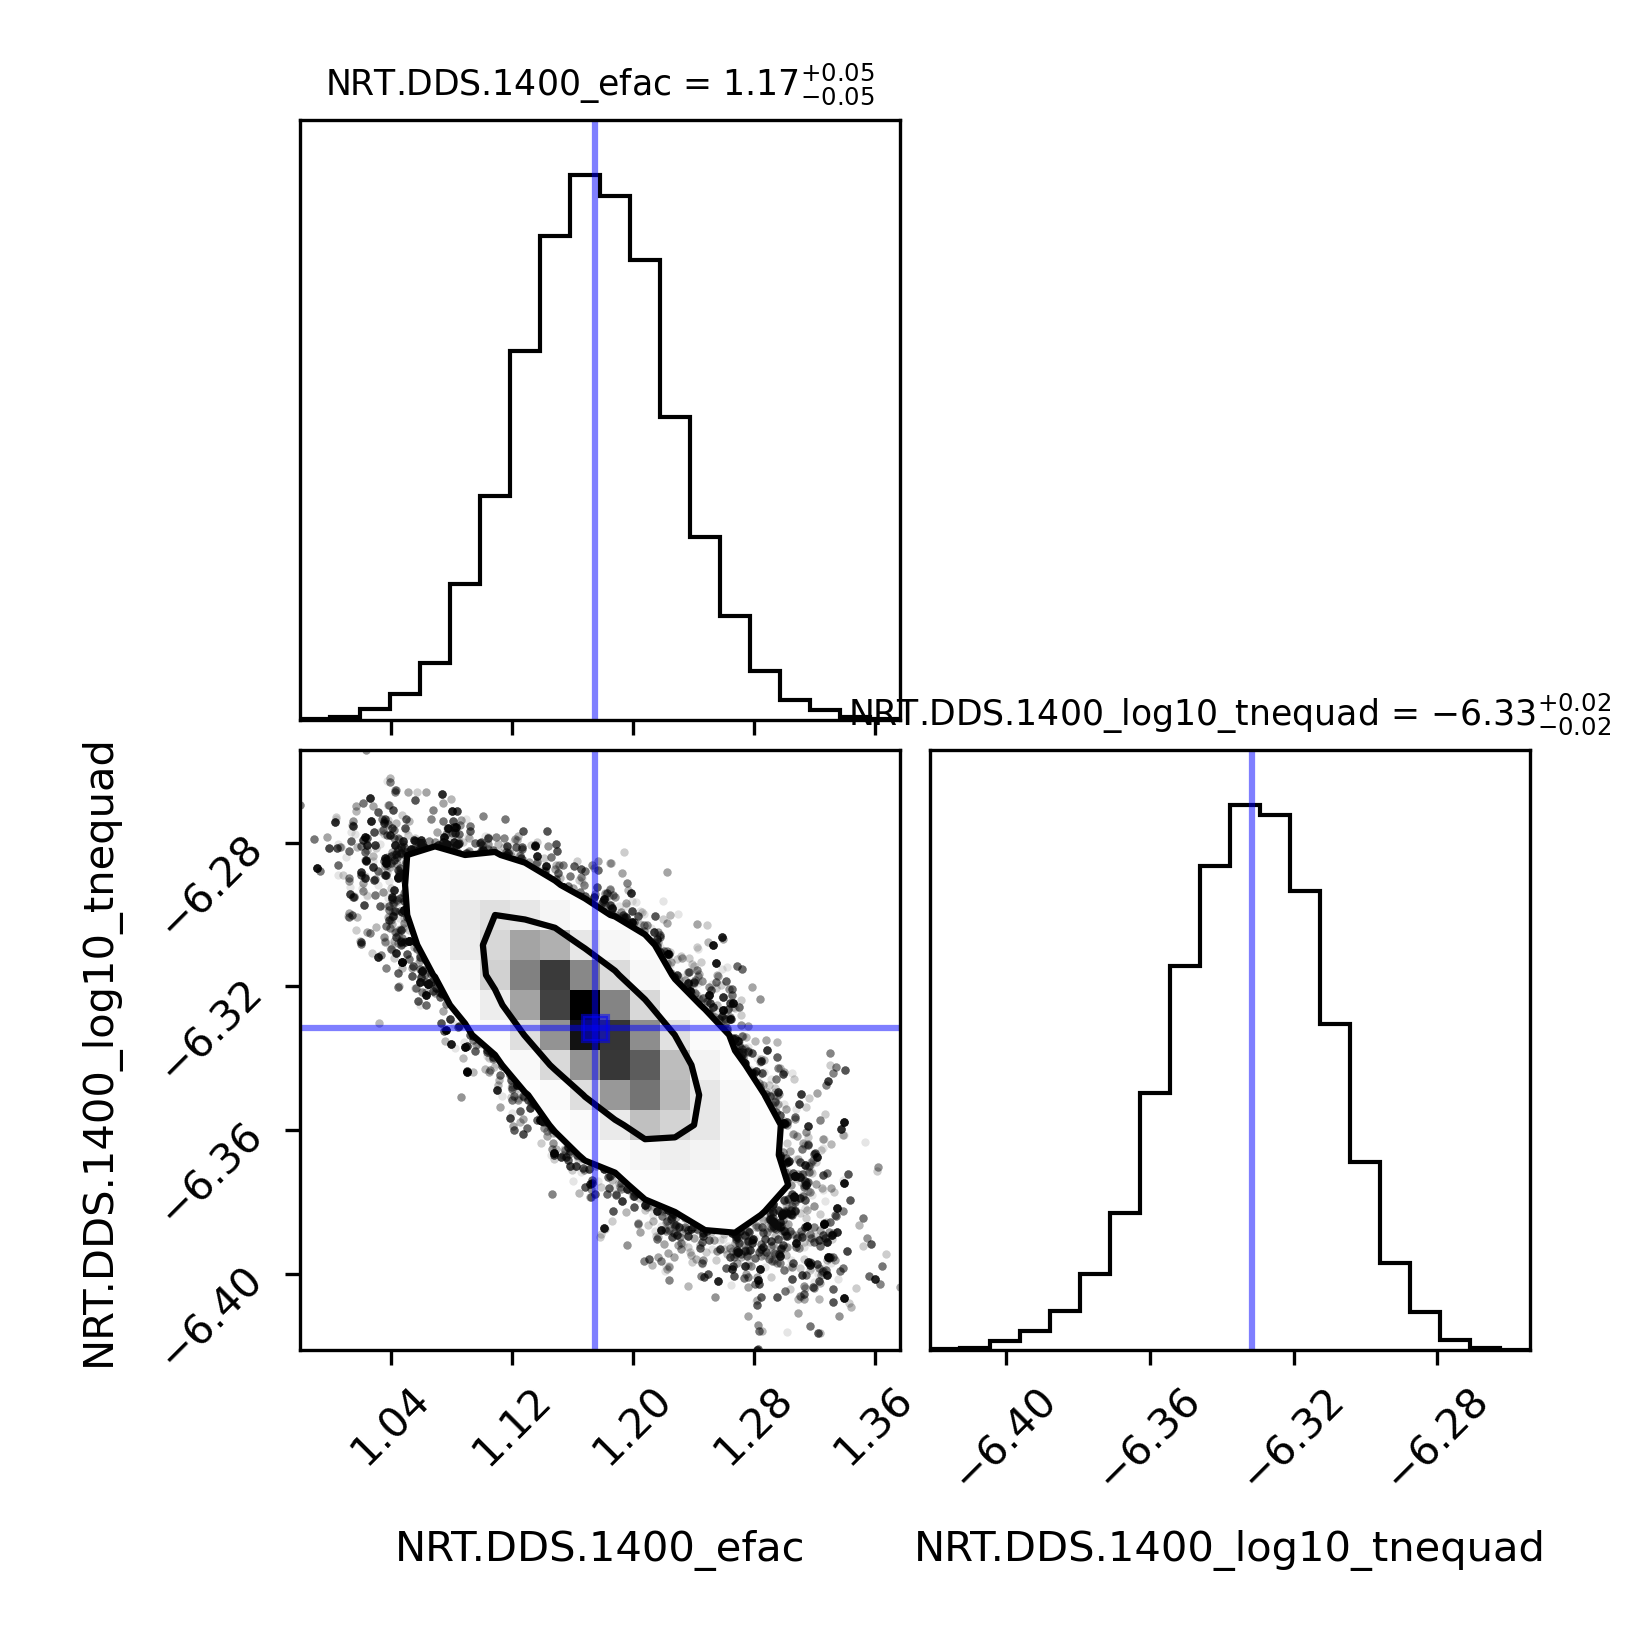 NRT.DDS.1400_efac = 1.17+0.05−0.05
NRT.DDS.1400_log10_tnequad = −6.33+0.02−0.02
NRT.DDS.1400_log10_tnequad
−6.28
−6.32
−6.36
−6.40
1.04 1.12 1.20 1.28 1.36
−6.40 −6.36 −6.32 −6.28
NRT.DDS.1400_efac
NRT.DDS.1400_log10_tnequad